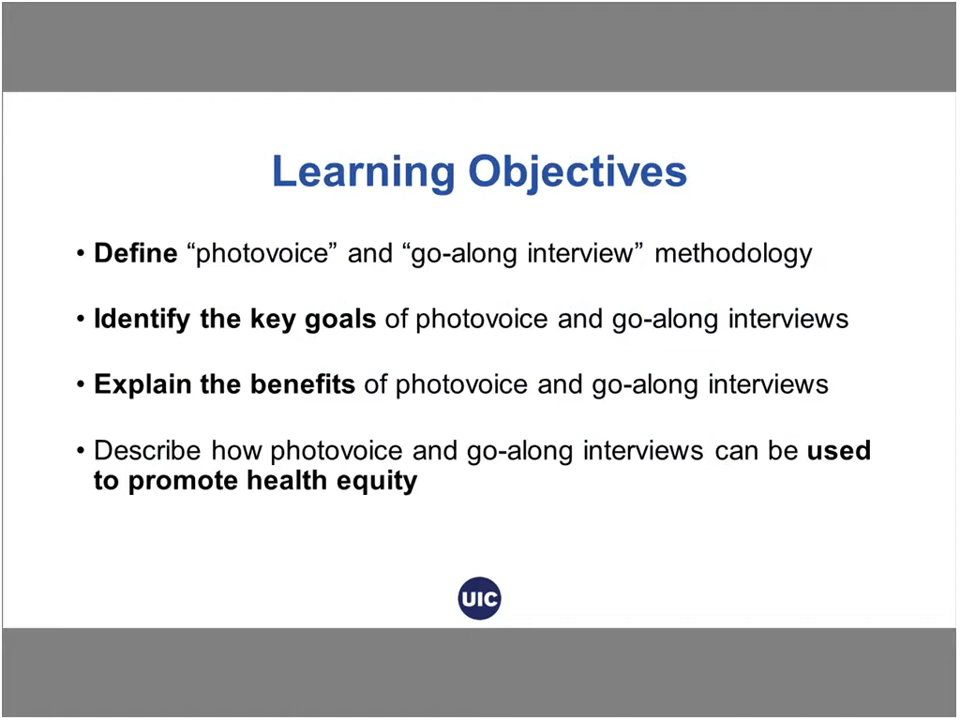 Learning Objectives
• Define “photovoice” and “go-along interview” methodology
• Identify the key goals of photovoice and go-along interviews
• Explain the benefits of photovoice and go-along interviews
• Describe how photovoice and go-along interviews can be used
to promote health equity
UIC